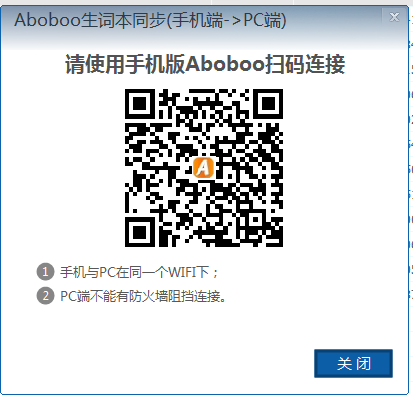 Aboboo生词本同步(手机端->PC端)
请使用手机版Aboboo扫码连接
A
1 手机与PC在同一个WIFI下；
2 PC端不能有防火墙阻挡连接。
关 闭